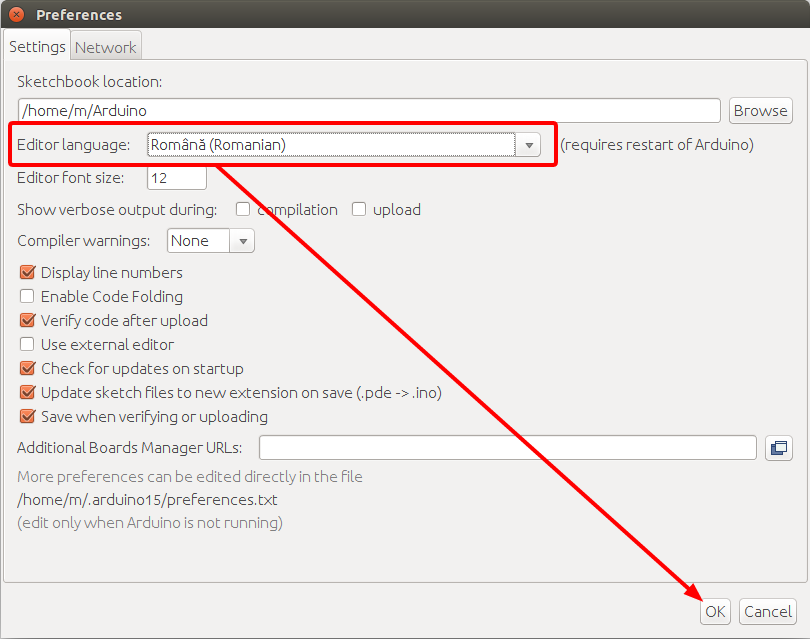 Preferences
Settings Network
Sketchbook location:
/home/m/Arduino Browse
Editor language: Română (Romanian) (requires restart of Arduino)
Editor font size: 12
Show verbose output during: compilation upload
Compiler warnings: None
Display line numbers
Enable Code Folding
Verify code after upload
Use external editor
Check for updates on startup
Update sketch files to new extension on save (.pde -> .ino)
Save when verifying or uploading
Additional Boards Manager URLs:
More preferences can be edited directly in the file
/home/m/.arduino15/preferences.txt
(edit only when Arduino is not running)
OK Cancel